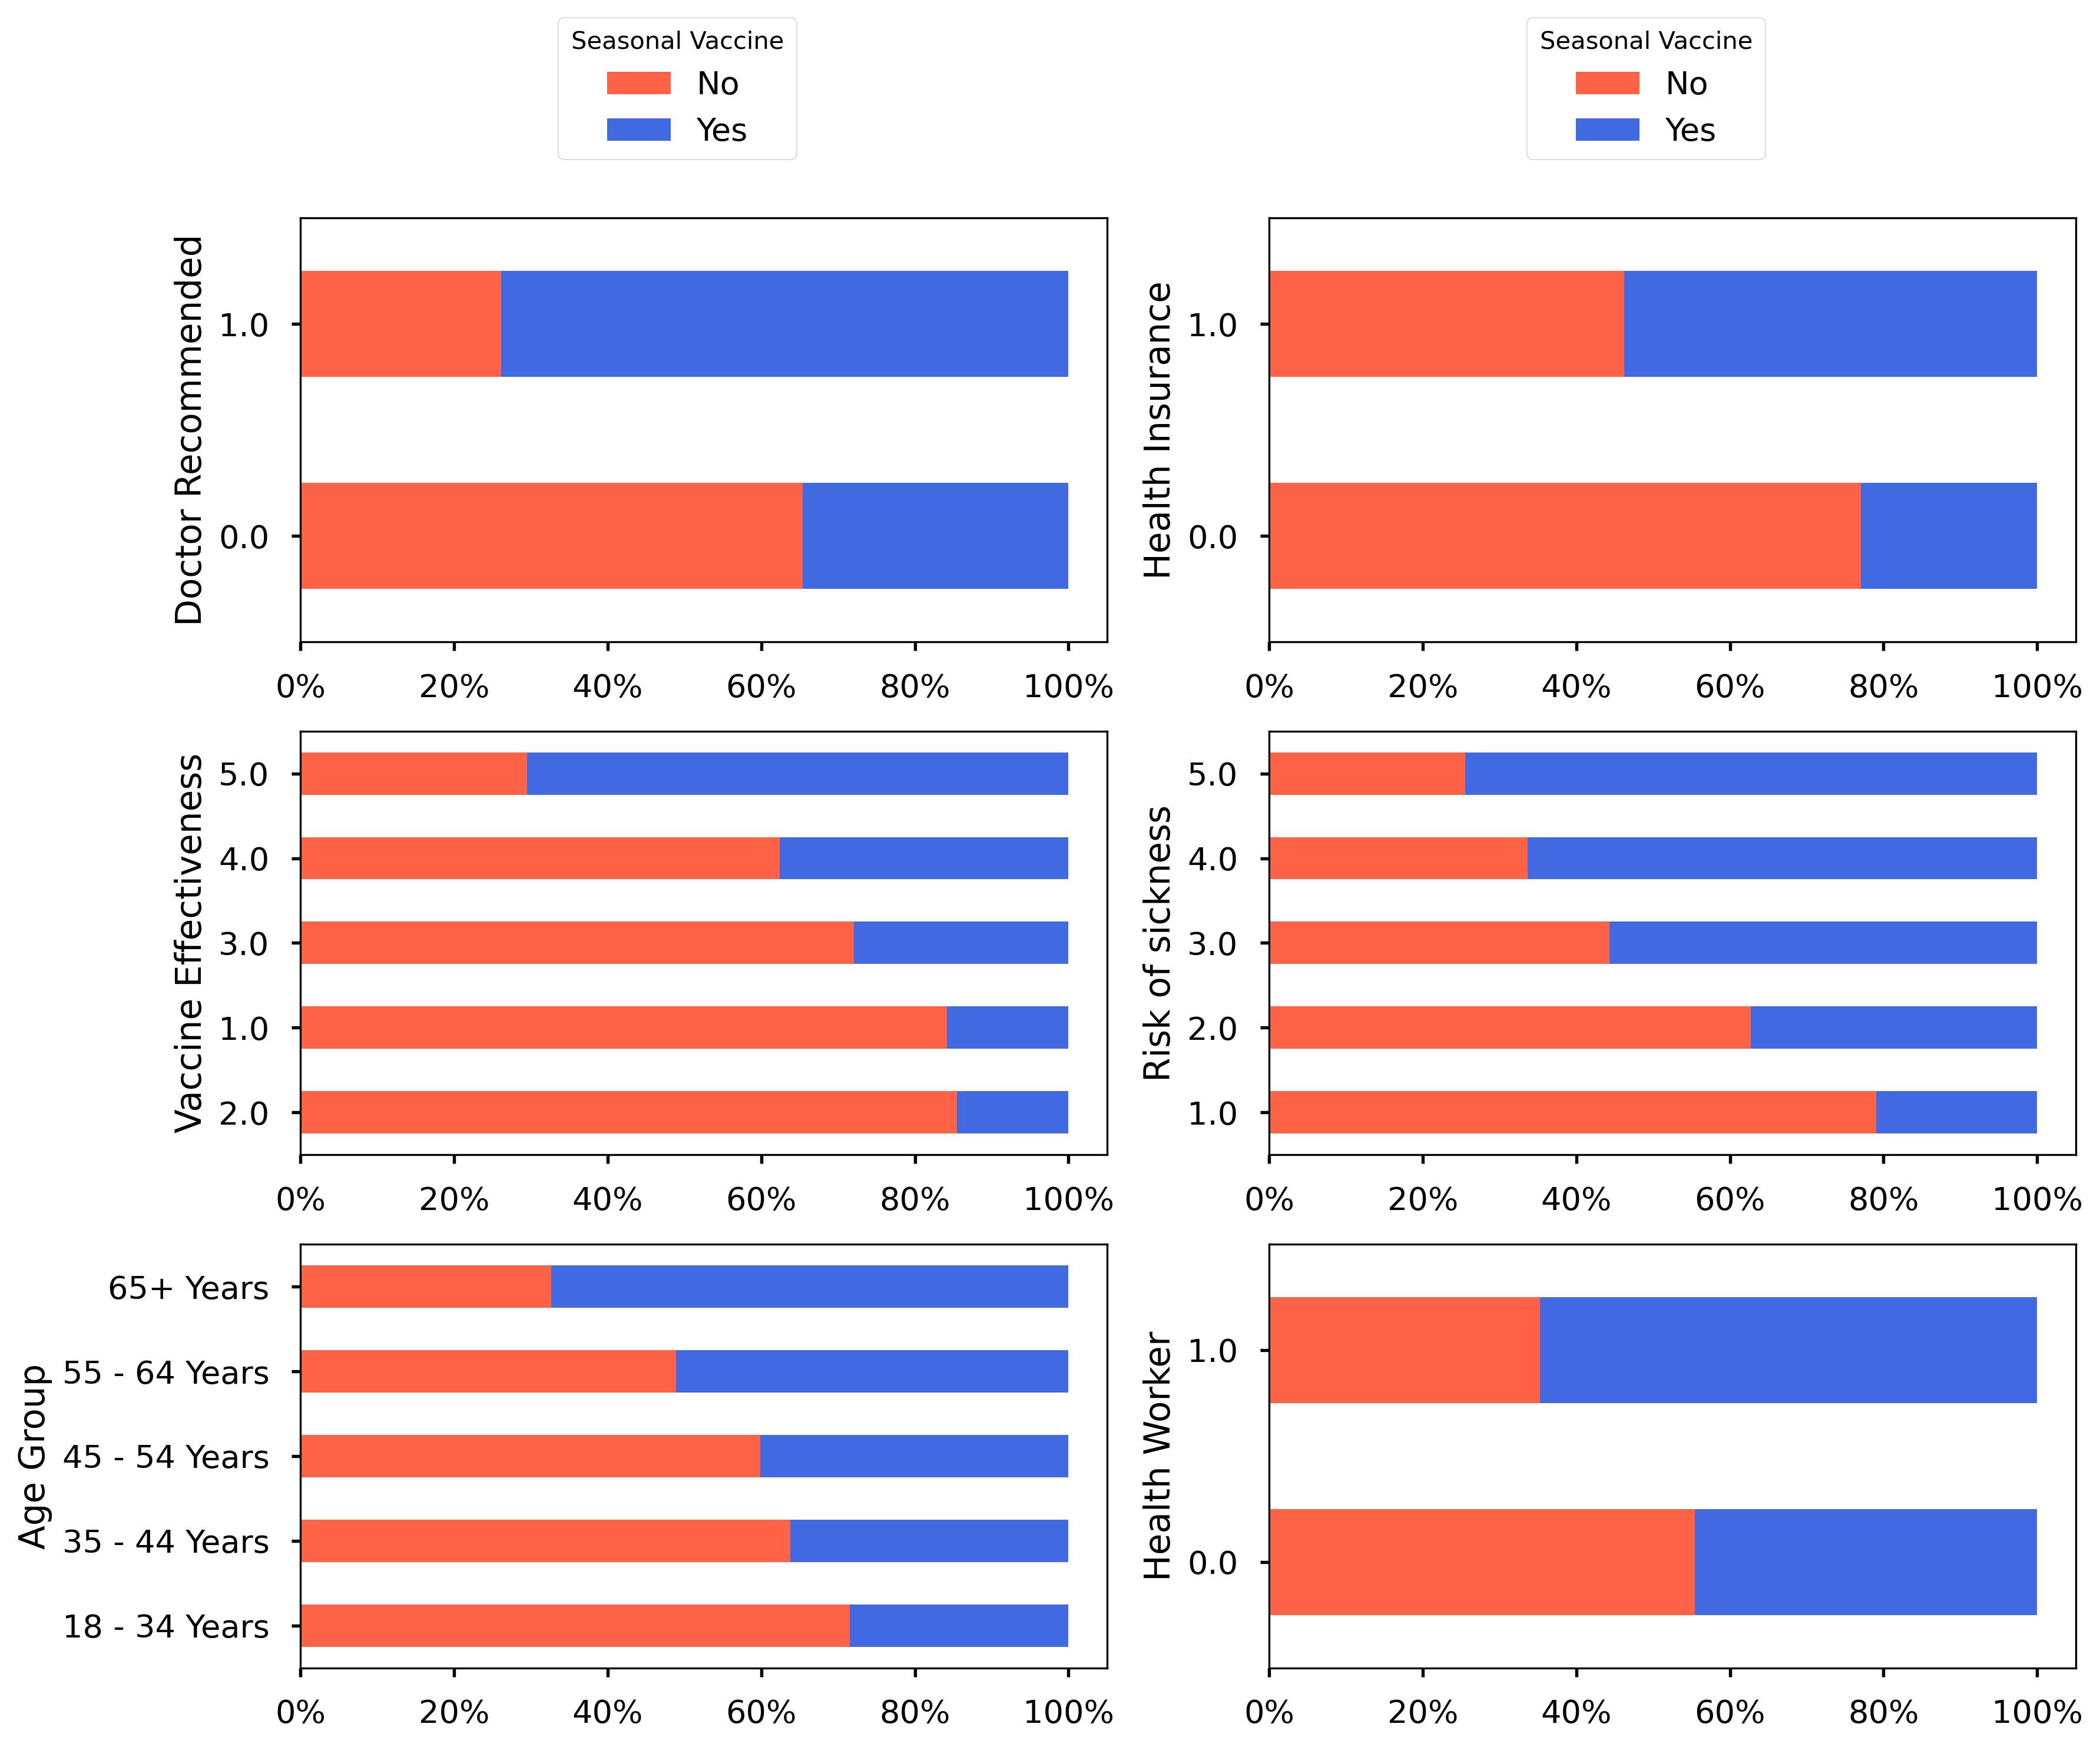 Seasonal Vaccine
No
Yes
Seasonal Vaccine
No
Yes
Doctor Recommended
1.0
0.0
0% 20% 40% 60% 80% 100%
Health Insurance
1.0
0.0
0% 20% 40% 60% 80% 100%
Vaccine Effectiveness
5.0
4.0
3.0
1.0
2.0
0% 20% 40% 60% 80% 100%
Risk of sickness
5.0
4.0
3.0
2.0
1.0
0% 20% 40% 60% 80% 100%
Age Group
65+ Years
55 - 64 Years
45 - 54 Years
35 - 44 Years
18 - 34 Years
0% 20% 40% 60% 80% 100%
Health Worker
1.0
0.0
0% 20% 40% 60% 80% 100%